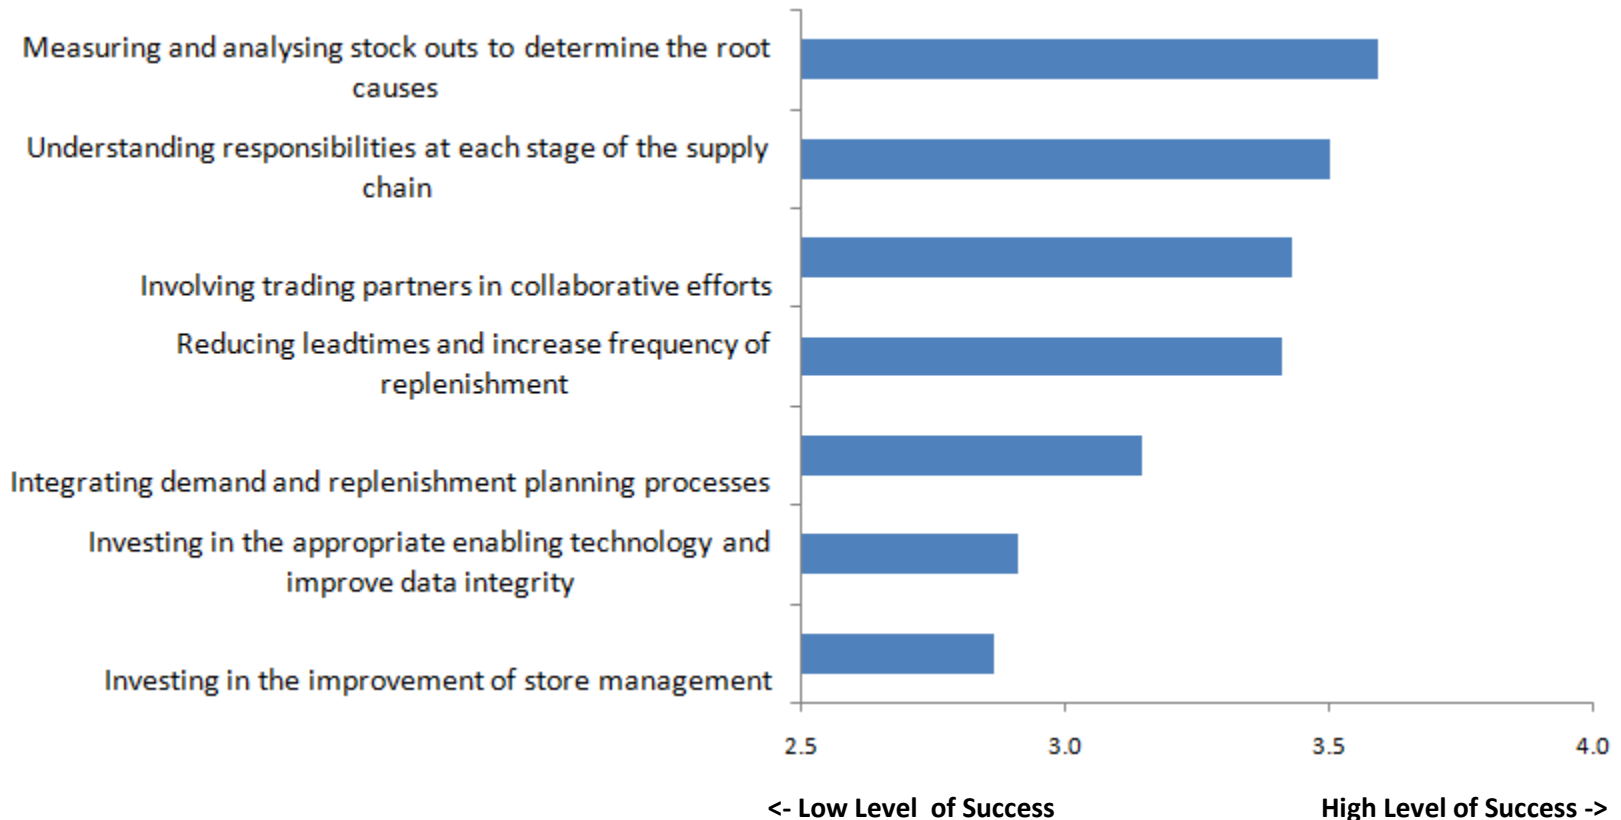 Measuring and analysing stock outs to determine the root
causes
Understanding responsibilities at each stage of the supply
chain
Involving trading partners in collaborative efforts
Reducing leadtimes and increase frequency of
replenishment
Integrating demand and replenishment planning processes
Investing in the appropriate enabling technology and
improve data integrity
Investing in the improvement of store management
2.5 3.0 3.5 4.0
<- Low Level of Success High Level of Success ->